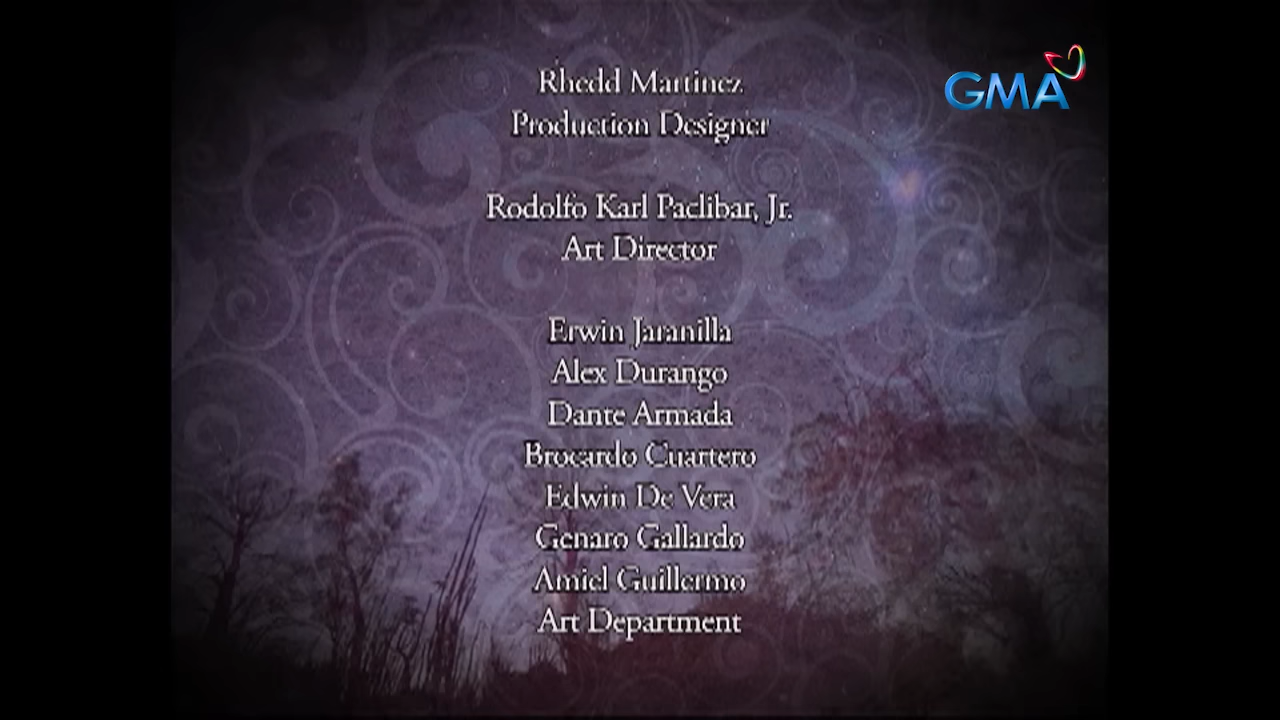 GMA
Rhedd Martinez
Production Designer
Rodolfo Karl Paclibar, Jr.
Art Director
Erwin Jaranilla
Alex Durango
Dante Armada
Brocardo Cuartero
Edwin De Vera
Genaro Gallardo
Amiel Guillermo
Art Department